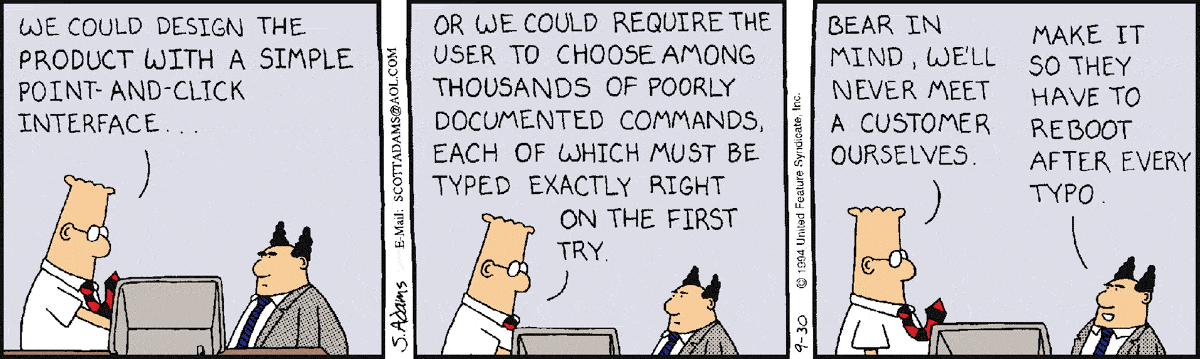 WE COULD DESIGN THE
PRODUCT WITH A SIMPLE
POINT-AND-CLICK
INTERFACE...
S.Adams
E-Mail: SCOTTADAMS@AOL.COM
OR WE COULD REQUIRE THE
USER TO CHOOSE AMONG
THOUSANDS OF POORLY
DOCUMENTED COMMANDS,
EACH OF WHICH MUST BE
TYPED EXACTLY RIGHT
ON THE FIRST
TRY.
9-30 © 1994 United Feature Syndicate, Inc.
BEAR IN
MIND, WE'LL
NEVER MEET
A CUSTOMER
OURSELVES.
MAKE IT
SO THEY
HAVE TO
REBOOT
AFTER EVERY
TYPO.